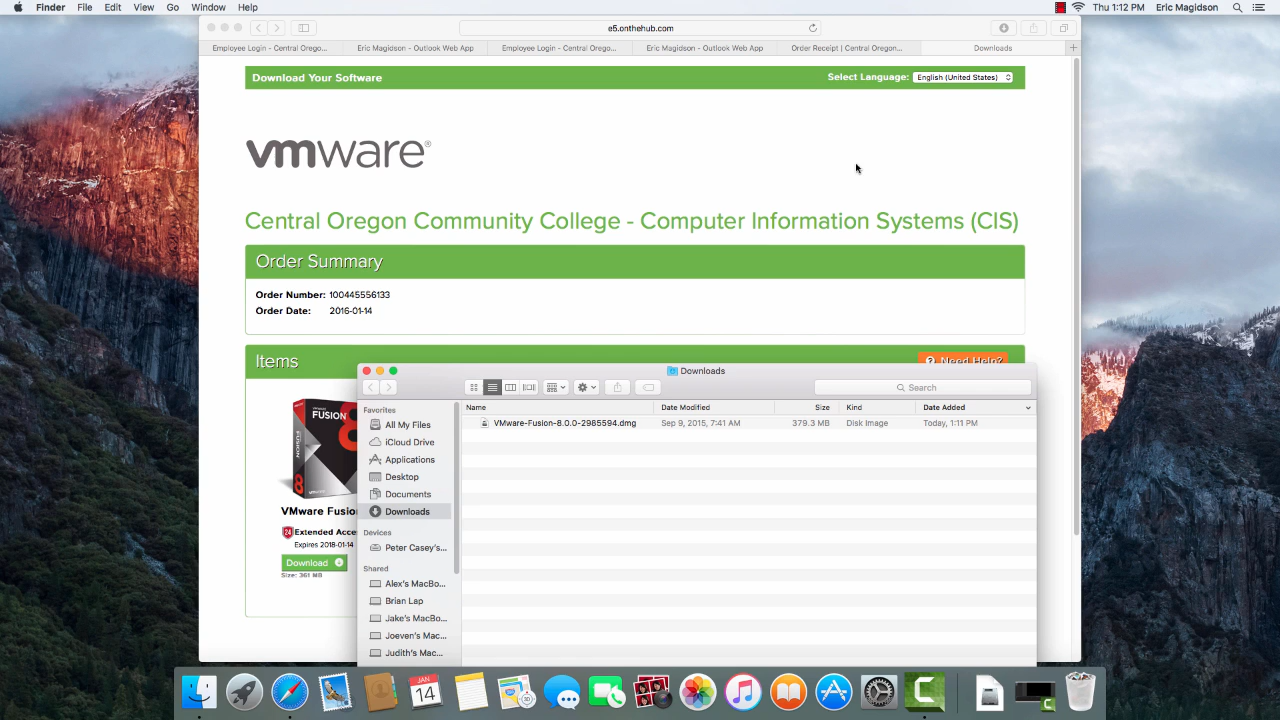 Finder File Edit View Go Window Help Thu 1:12 PM Eric Magidson
e5.onthehub.com
Employee Login - Central Orego... Eric Magidson - Outlook Web App Employee Login - Central Orego... Eric Magidson - Outlook Web App Order Receipt | Central Oregon... Downloads
Download Your Software Select Language: English (United States)
vmware®
Central Oregon Community College - Computer Information Systems (CIS)
Order Summary
Order Number: 100445556133
Order Date: 2016-01-14
Items Need Help?
Downloads
Search
Favorites Name Date Modified Size Kind Date Added
All My Files VMware-Fusion-8.0.0-2985594.dmg Sep 9, 2015, 7:41 AM 379.3 MB Disk Image Today, 1:11 PM
iCloud Drive
Applications
Desktop
Documents
Downloads
Devices
Peter Casey's...
Shared
Alex's MacBo...
Brian Lap
Jake's MacBo...
Joeven's Mac...
Judith's Mac...
FUSION 8
8
VMware Fusio
24 Extended Acce
Expires 2018-01-14
Download
Size: 361 MB
JAN
14
3D